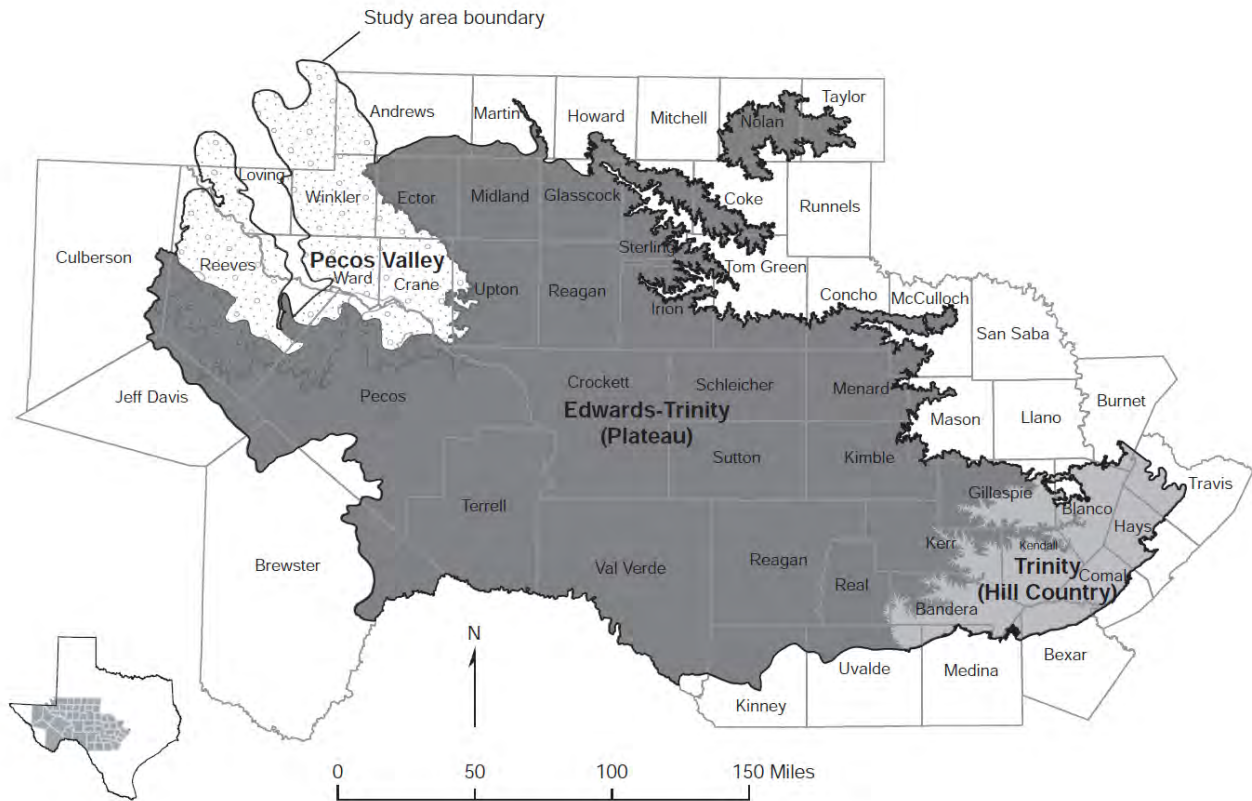 Study area boundary
Andrews
Martin
Howard
Mitchell
Nolan
Taylor
Loving
Winkler
Ector
Midland
Glasscock
Coke
Runnels
Culberson
Reeves
Pecos Valley
Ward
Crane
Upton
Reagan
Sterling
Irion
Tom Green
Concho
McCulloch
San Saba
Jeff Davis
Pecos
Crockett
Schleicher
Menard
Edwards-Trinity
(Plateau)
Mason
Llano
Burnet
Sutton
Kimble
Terrell
Gillespie
Blanco
Travis
Hays
Brewster
Val Verde
Reagan
Real
Kerr
Kendall
Trinity
(Hill Country)
Comal
Bandera
N
Kinney
Uvalde
Medina
Bexar
0 50 100 150 Miles